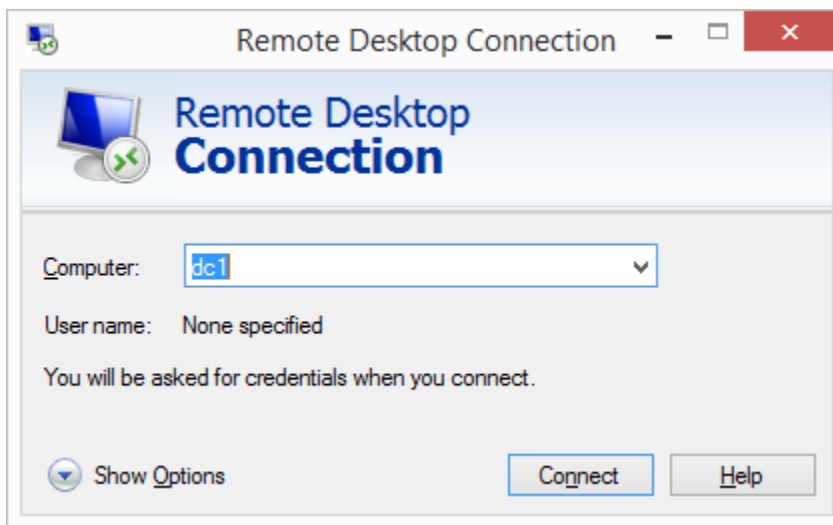 Remote Desktop Connection
Remote Desktop
Connection
Computer: dc1
User name: None specified
You will be asked for credentials when you connect.
Show Options Connect Help